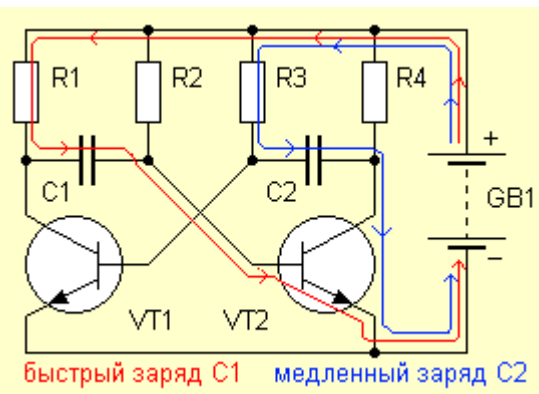 R1 R2 R3 R4
+
C1 C2 GB1
−
VT1 VT2
быстрый заряд C1 медленный заряд C2